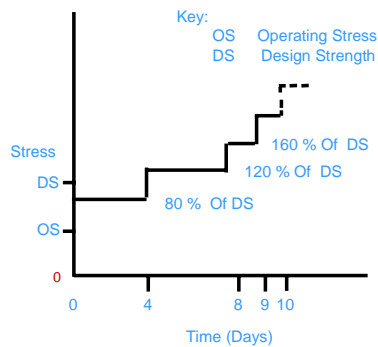 Key:
OS Operating Stress
DS Design Strength
160 % Of DS
Stress
120 % Of DS
DS
80 % Of DS
OS
0
0 4 8 9 10
Time (Days)